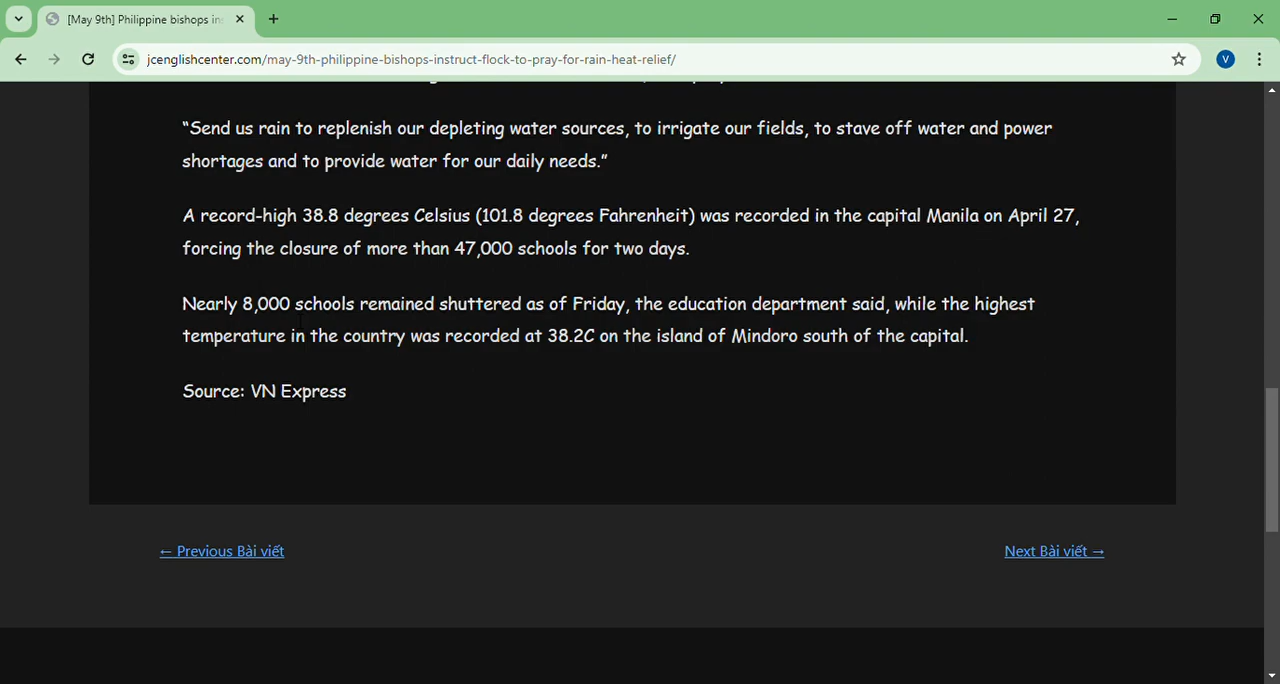 [May 9th] Philippine bishops in
jcenglishcenter.com/may-9th-philippine-bishops-instruct-flock-to-pray-for-rain-heat-relief/
V
“Send us rain to replenish our depleting water sources, to irrigate our fields, to stave off water and power
shortages and to provide water for our daily needs.”
A record-high 38.8 degrees Celsius (101.8 degrees Fahrenheit) was recorded in the capital Manila on April 27,
forcing the closure of more than 47,000 schools for two days.
Nearly 8,000 schools remained shuttered as of Friday, the education department said, while the highest
temperature in the country was recorded at 38.2C on the island of Mindoro south of the capital.
Source: VN Express
← Previous Bài viết
Next Bài viết →